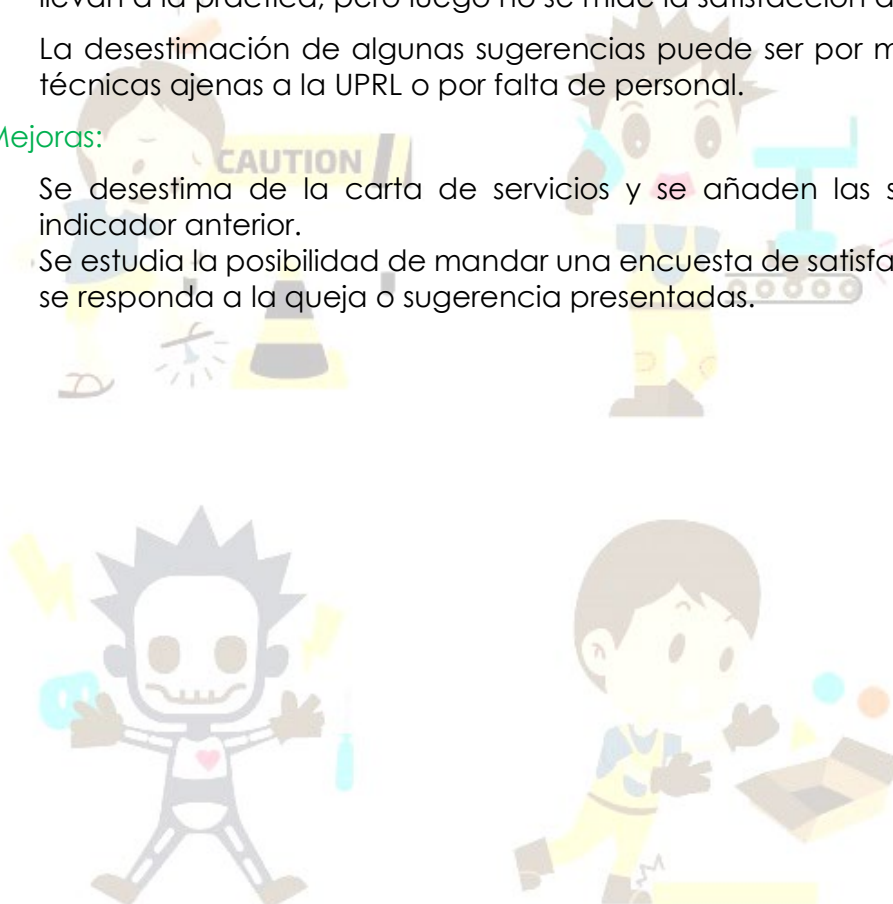 llevan a la práctica, pero luego no se mide la satisfacción
La desestimación de algunas sugerencias puede ser por
técnicas ajenas a la UPRL o por falta de personal.
Mejoras:
CAUTION
Se desestima de la carta de servicios y se añaden las
indicador anterior.
Se estudia la posibilidad de mandar una encuesta de
se responda a la queja o sugerencia presentadas.